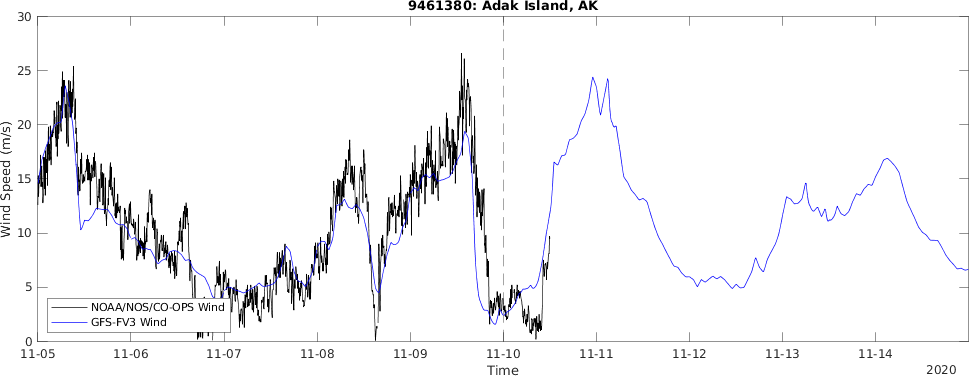 9461380: Adak Island, AK
30
25
20
15
10
5
0
Wind Speed (m/s)
NOAA/NOS/CO-OPS Wind
GFS-FV3 Wind
11-05 11-06 11-07 11-08 11-09 11-10 11-11 11-12 11-13 11-14
Time
2020